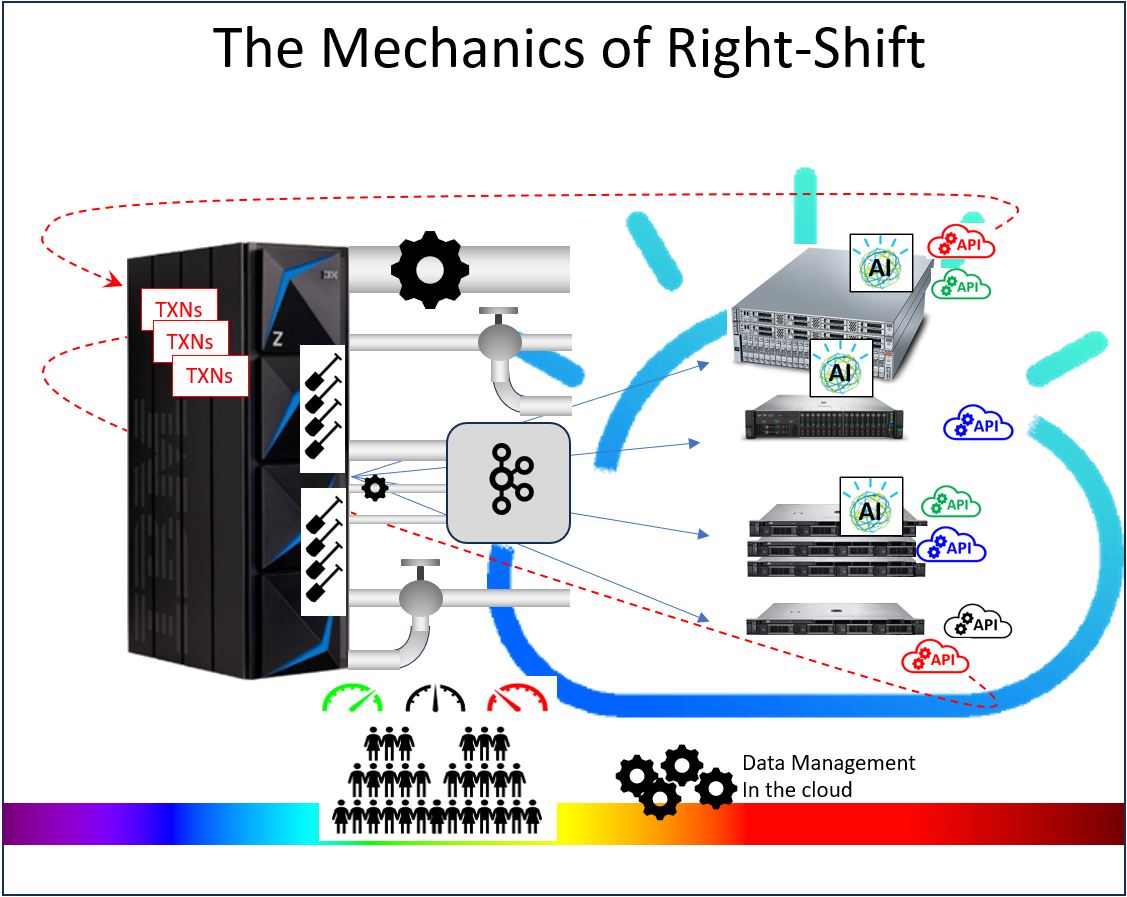 The Mechanics of Right-Shift
TXNs
TXNs
TXNs
Z
AI
API
API
AI
API
AI
API
API
API
API
Data Management
In the cloud